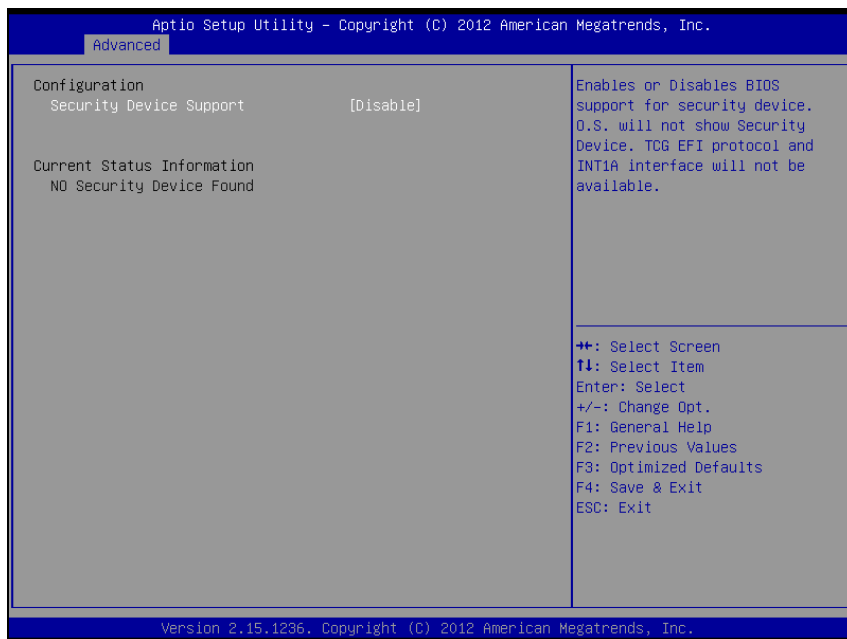 Aptio Setup Utility – Copyright (C) 2012 American Megatrends, Inc.
Advanced
Configuration
Security Device Support [Disable]
Current Status Information
NO Security Device Found
Enables or Disables BIOS
support for security device.
O.S. will not show Security
Device. TCG EFI protocol and
INT1A interface will not be
available.
→←: Select Screen
↑↓: Select Item
Enter: Select
+/-: Change Opt.
F1: General Help
F2: Previous Values
F3: Optimized Defaults
F4: Save & Exit
ESC: Exit
Version 2.15.1236. Copyright (C) 2012 American Megatrends, Inc.